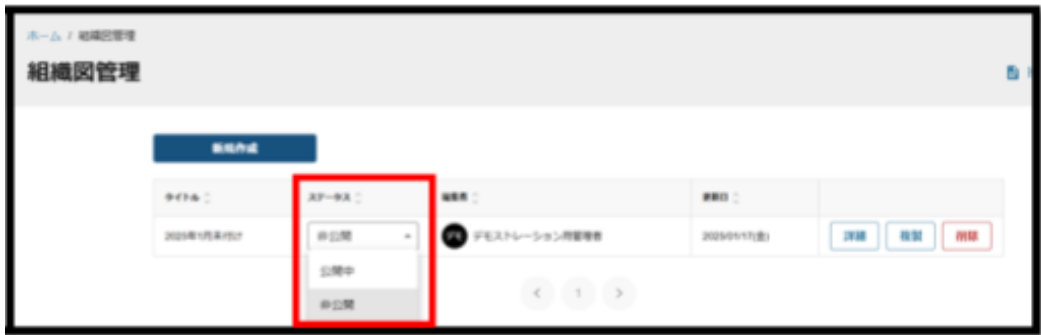 ホーム / 組織図管理
組織図管理
新規作成
タイトル ステータス 編集者 更新日
2025年1月末付け 非公開 デモ デモストレーション用管理者 2025/01/17(金) 詳細 複製 削除
公開中
非公開
< 1 >